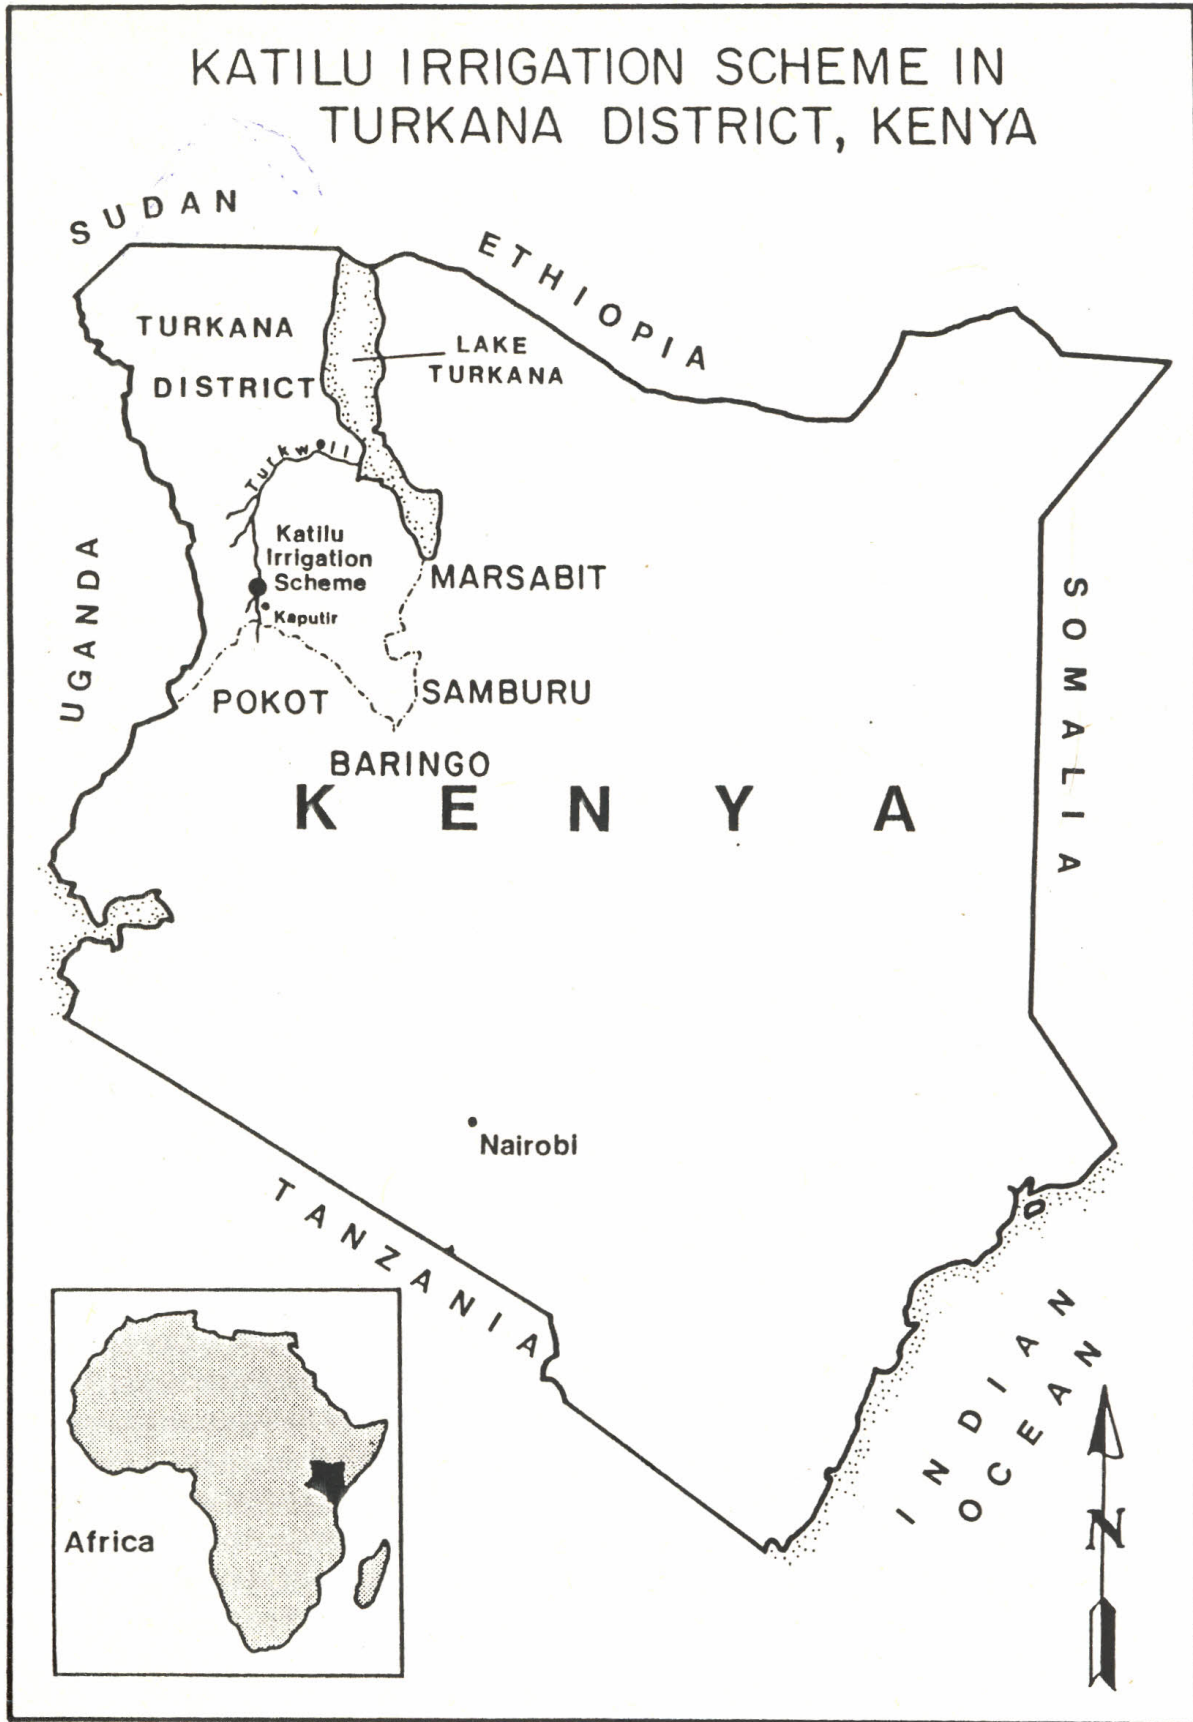 KATILU IRRIGATION SCHEME IN
TURKANA DISTRICT, KENYA
SUDAN
ETHIOPIA
TURKANA
DISTRICT
LAKE
TURKANA
Turkwell
Katilu
Irrigation
Scheme
Kaputir
MARSABIT
UGANDA
SOMALIA
POKOT
SAMBURU
BARINGO
KENYA
Nairobi
TANZANIA
INDIAN
OCEAN
Africa
N